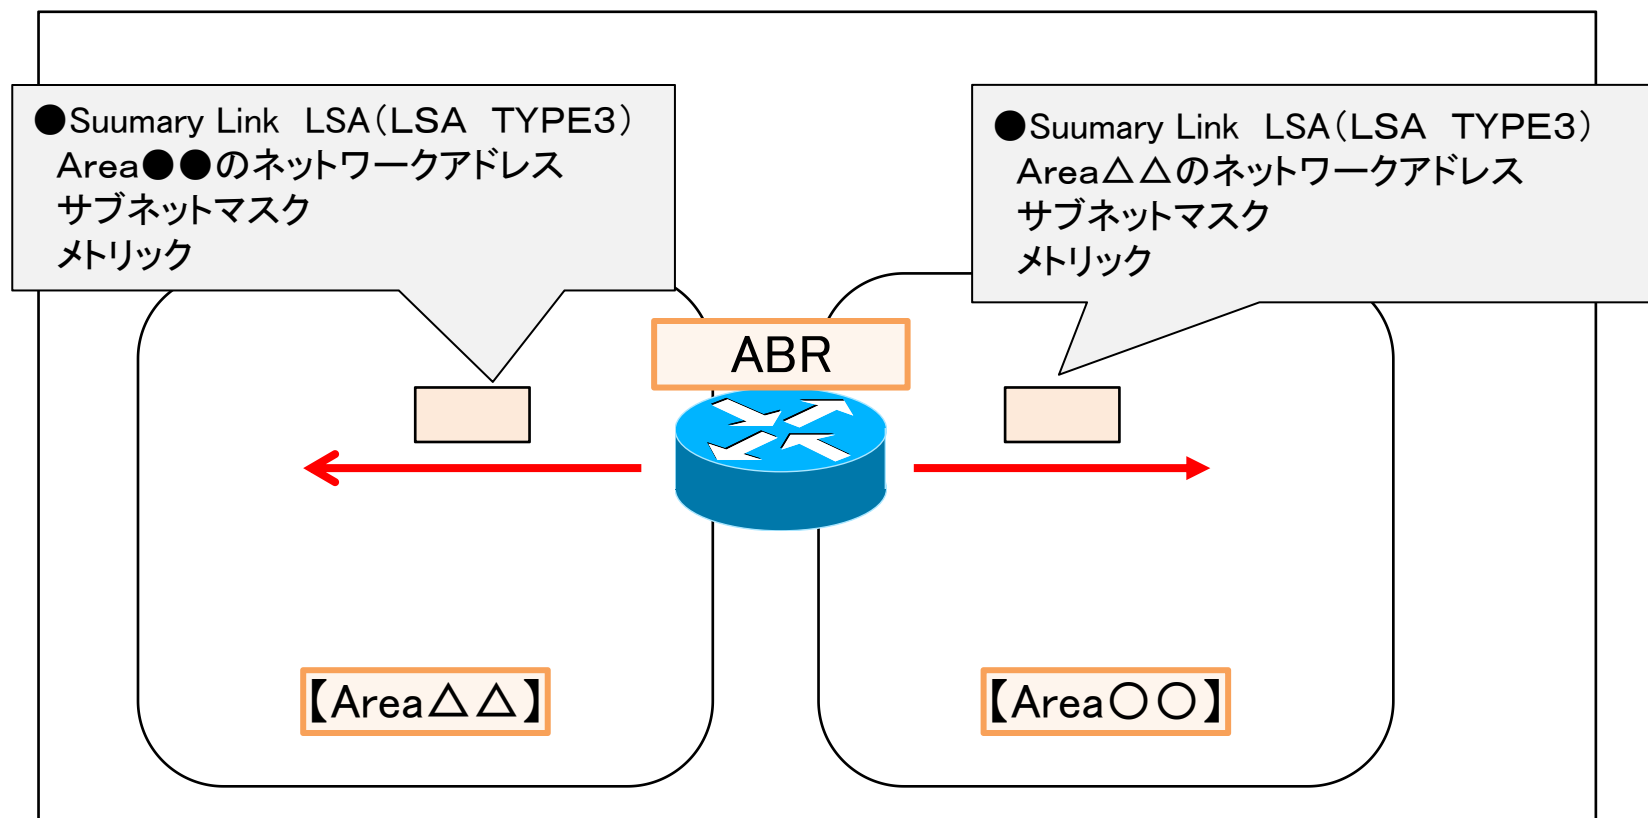 ●Suumary Link　LSA（ＬＳＡ　ＴＹＰＥ３）
Ａｒｅａ●●のネットワークアドレス
サブネットマスク
メトリック
●Suumary Link　LSA（ＬＳＡ　ＴＹＰＥ３）
Ａｒｅａ△△のネットワークアドレス
サブネットマスク
メトリック
ABR
【Area△△】
【Area○○】